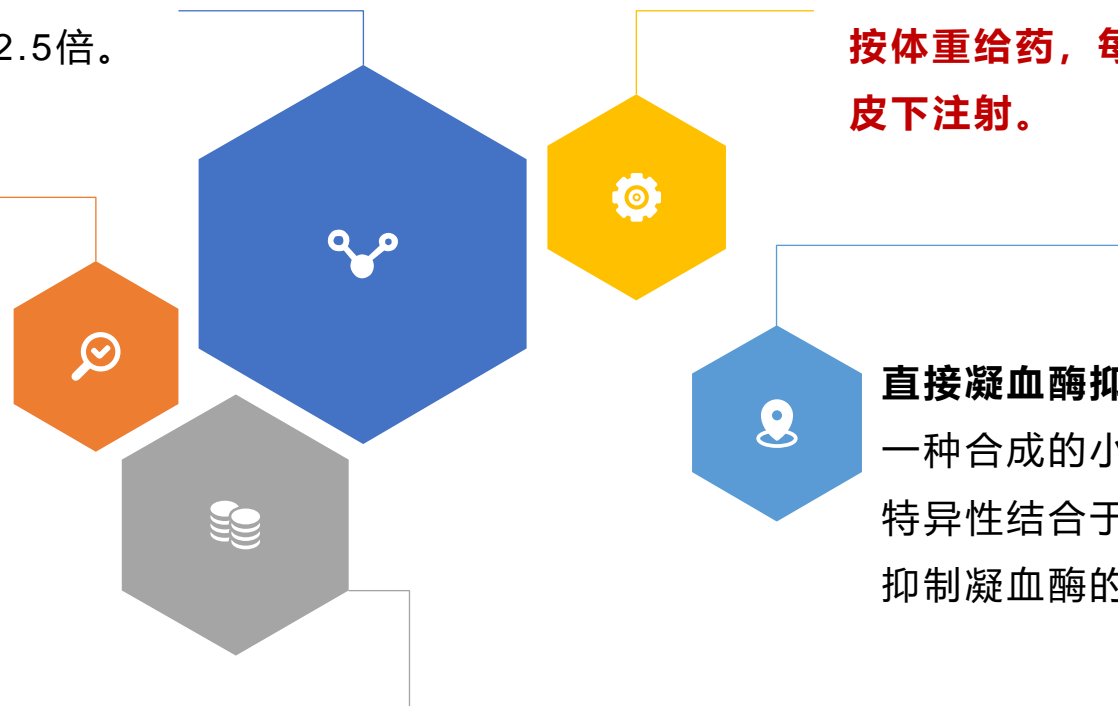 2.5倍。
按体重给药，每
皮下注射。
直接凝血酶抑
一种合成的小
特异性结合于
抑制凝血酶的